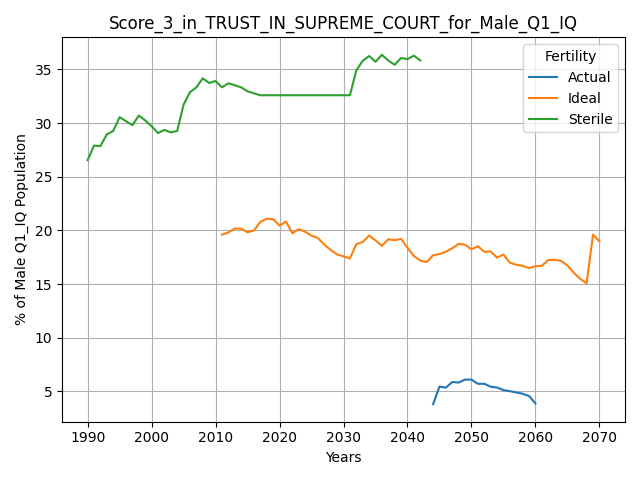 Score_3_in_TRUST_IN_SUPREME_COURT_for_Male_Q1_IQ
% of Male Q1_IQ Population
35
30
25
20
15
10
5
Fertility
Actual
Ideal
Sterile
1990 2000 2010 2020 2030 2040 2050 2060 2070
Years